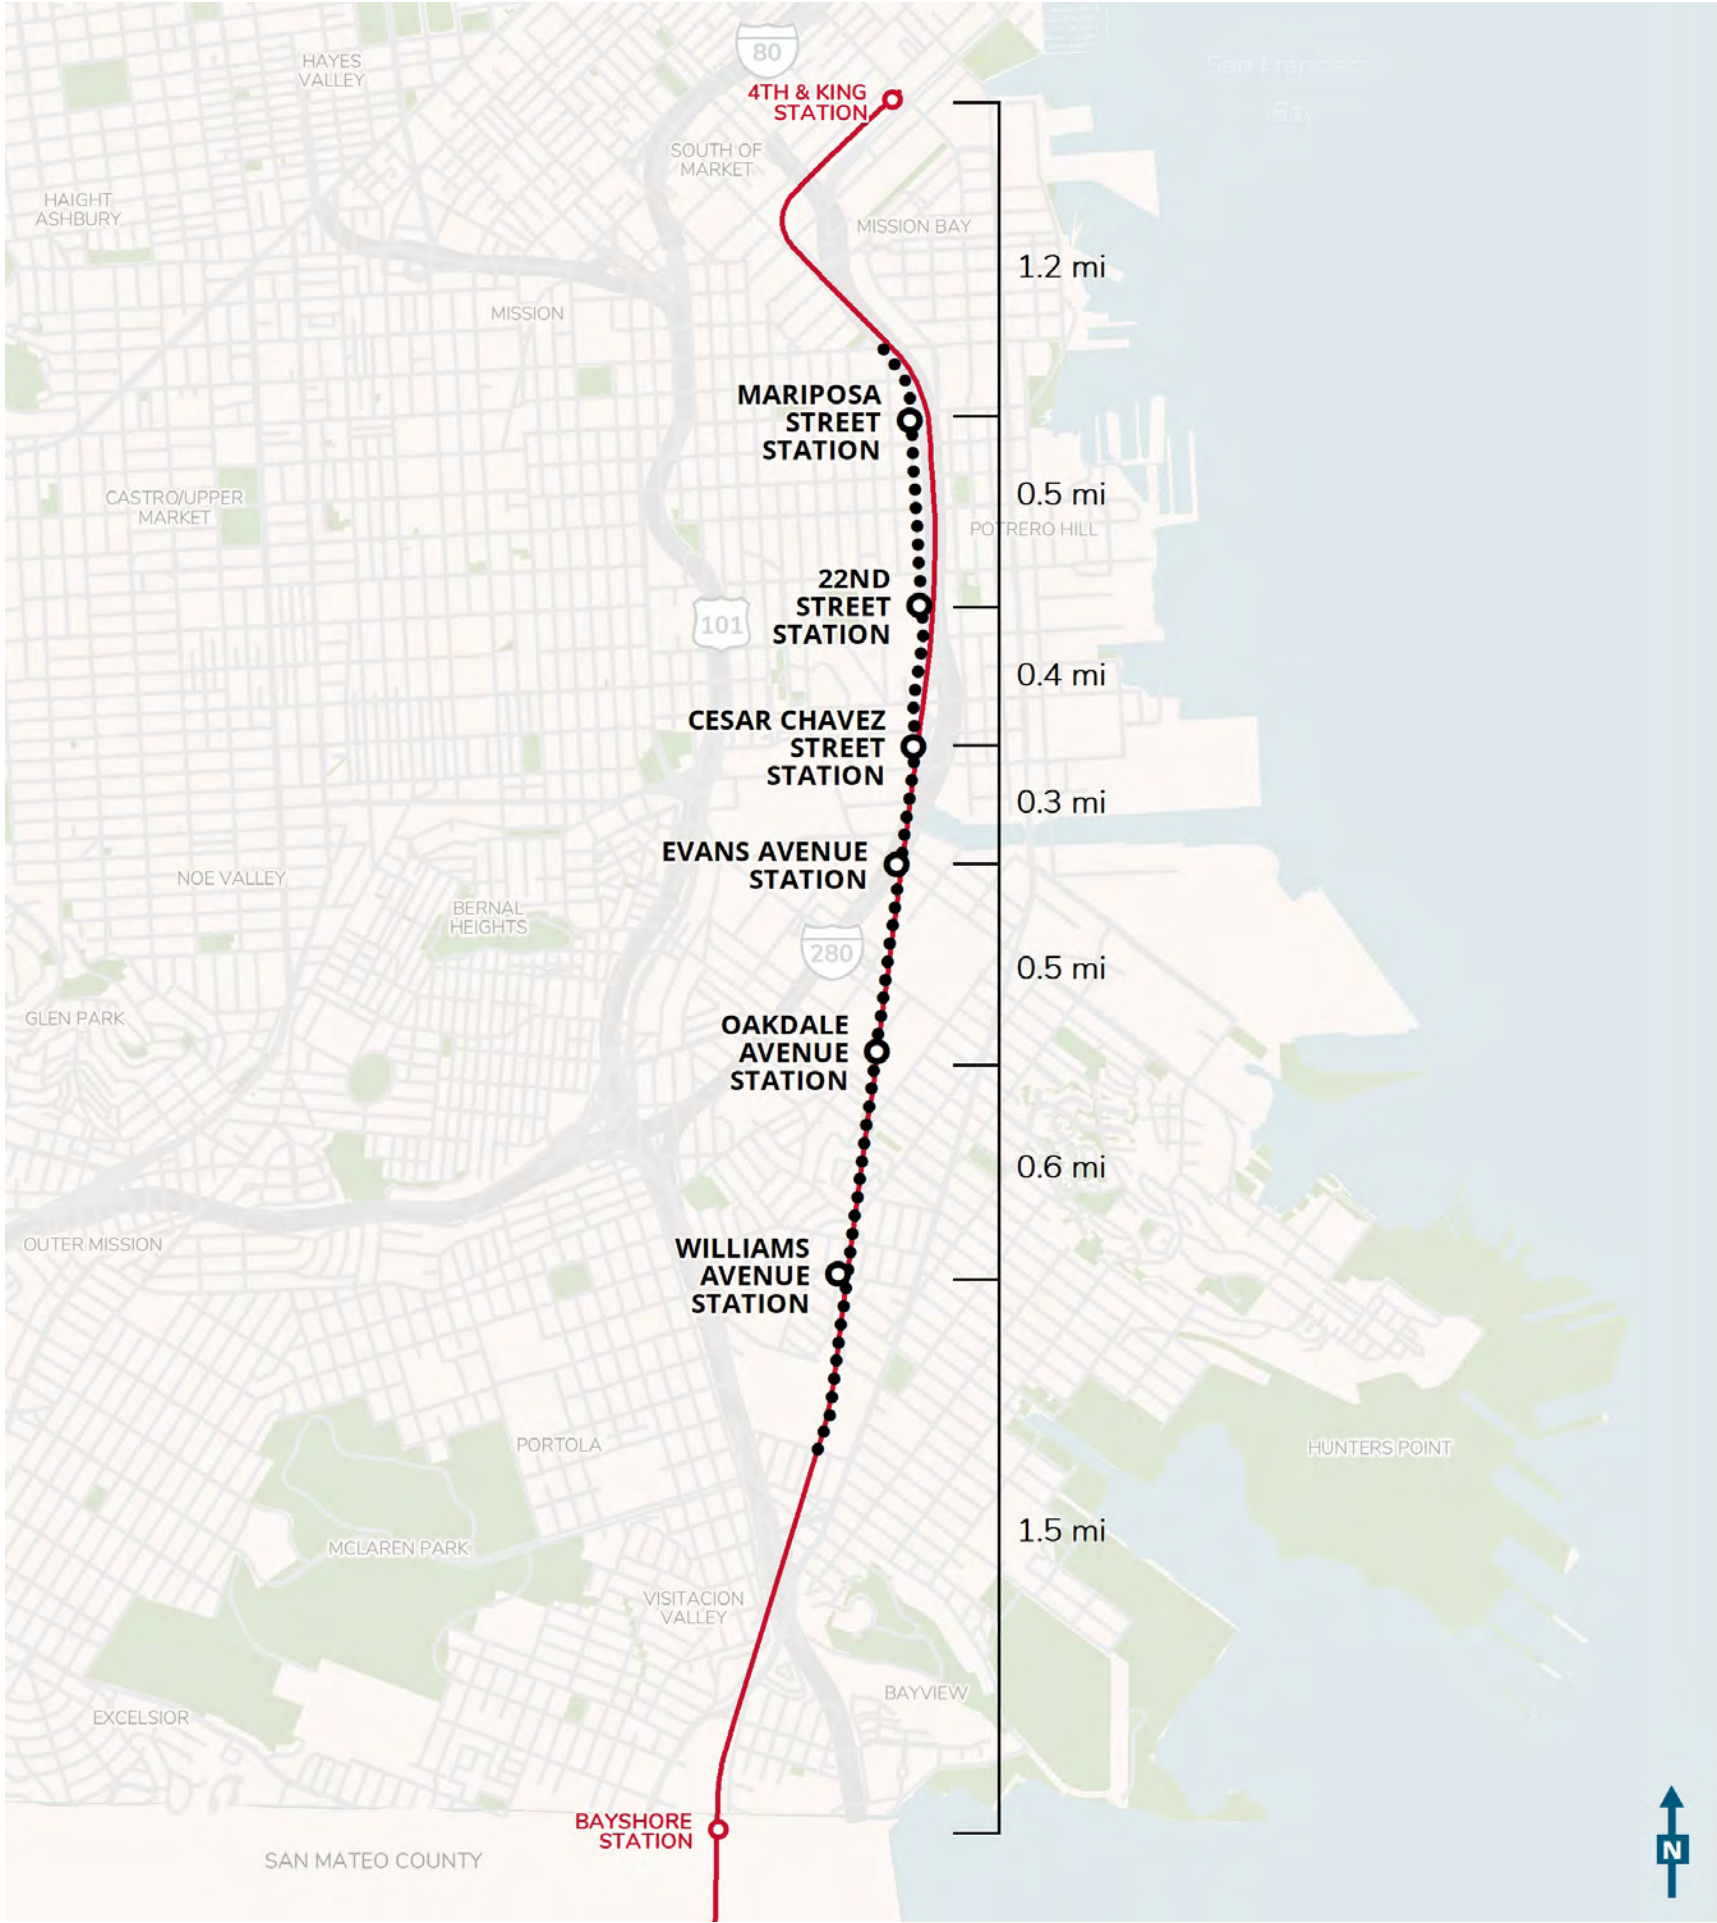 80
HAYES
VALLEY
San Francisco
Bay
4TH & KING
STATION
SOUTH OF
MARKET
HAIGHT
ASHBURY
MISSION BAY
1.2 mi
MISSION
MARIPOSA
STREET
STATION
0.5 mi
CASTRO/UPPER
MARKET
POTRERO HILL
22ND
STREET
STATION
101
0.4 mi
CESAR CHAVEZ
STREET
STATION
0.3 mi
EVANS AVENUE
STATION
NOE VALLEY
BERNAL
HEIGHTS
280
0.5 mi
GLEN PARK
OAKDALE
AVENUE
STATION
0.6 mi
OUTER MISSION
WILLIAMS
AVENUE
STATION
PORTOLA
HUNTERS POINT
1.5 mi
MCLAREN PARK
VISITACION
VALLEY
BAYVIEW
EXCELSIOR
BAYSHORE
STATION
SAN MATEO COUNTY
N